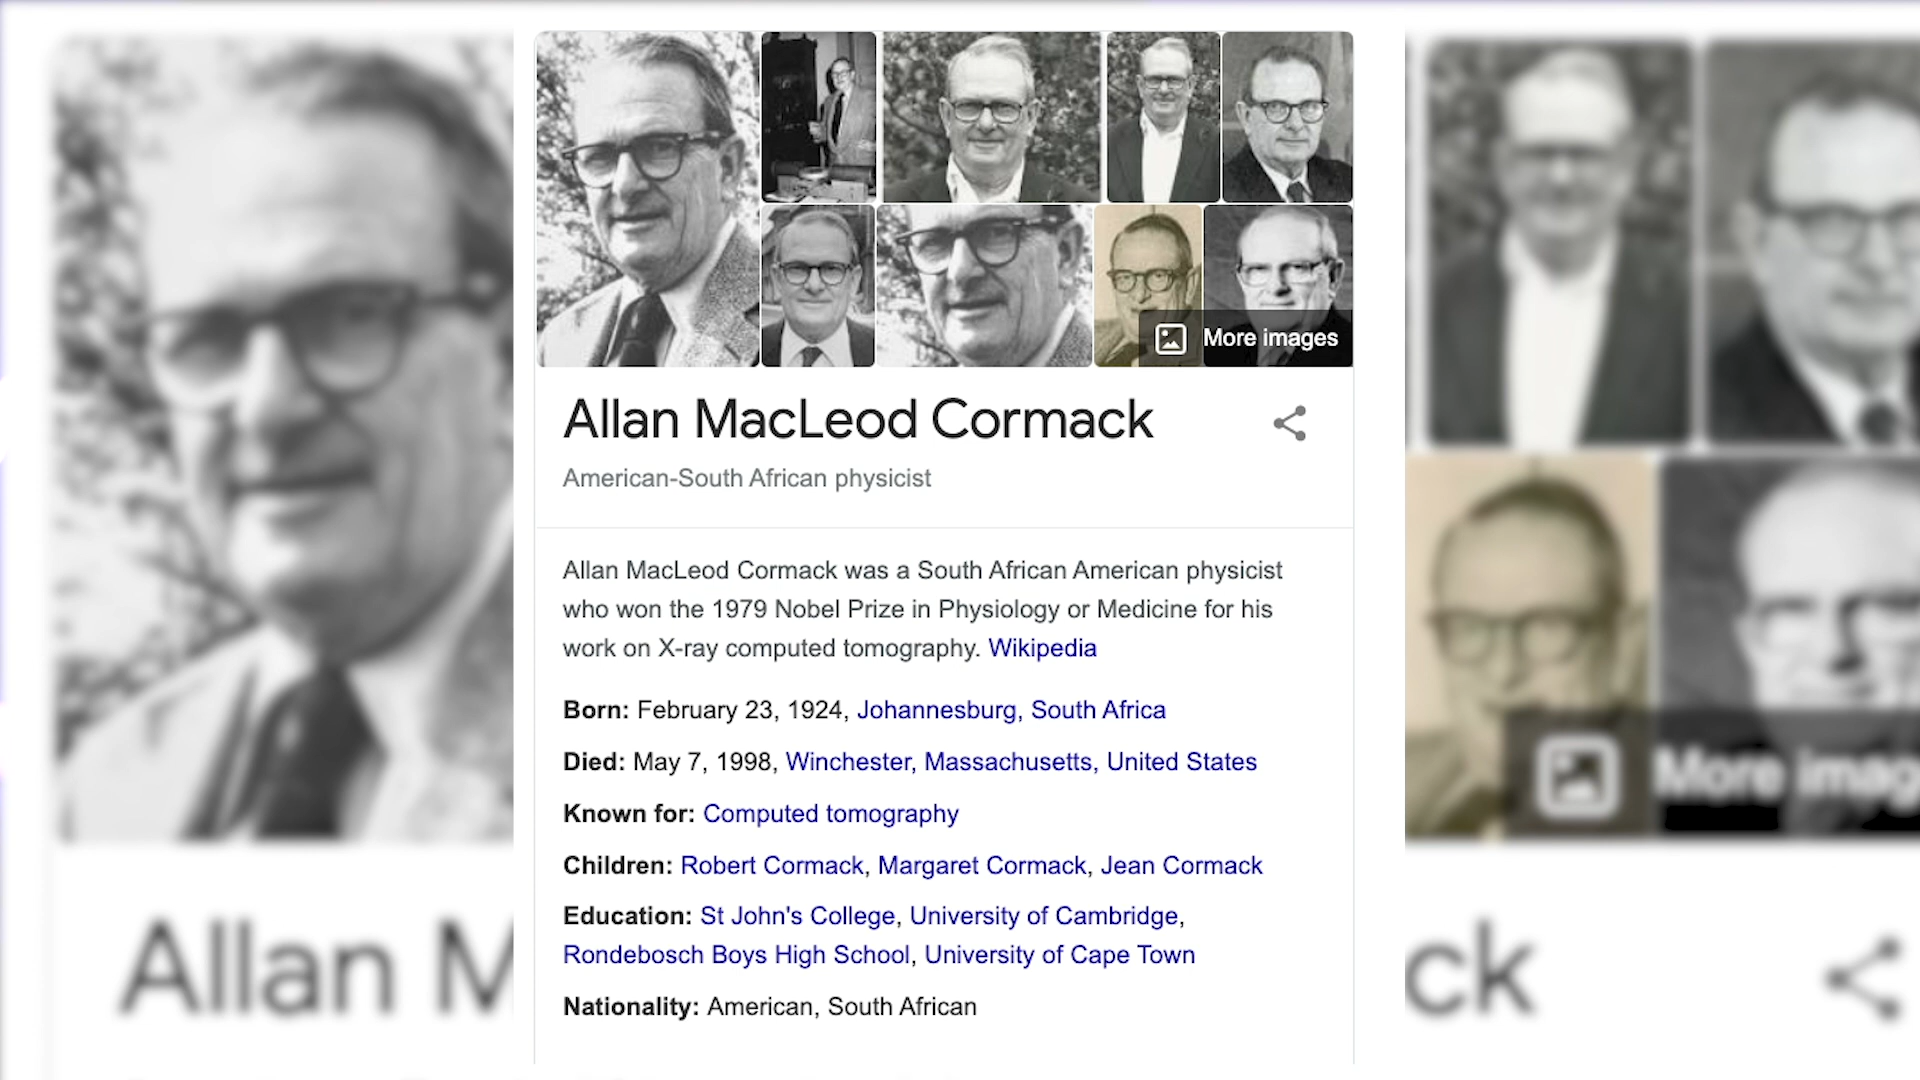 More images
Allan MacLeod Cormack
American-South African physicist
Allan MacLeod Cormack was a South African American physicist
who won the 1979 Nobel Prize in Physiology or Medicine for his
work on X-ray computed tomography. Wikipedia
Born: February 23, 1924, Johannesburg, South Africa
Died: May 7, 1998, Winchester, Massachusetts, United States
Known for: Computed tomography
Children: Robert Cormack, Margaret Cormack, Jean Cormack
Education: St John's College, University of Cambridge,
Rondebosch Boys High School, University of Cape Town
Nationality: American, South African
More imag
Allan M
ck